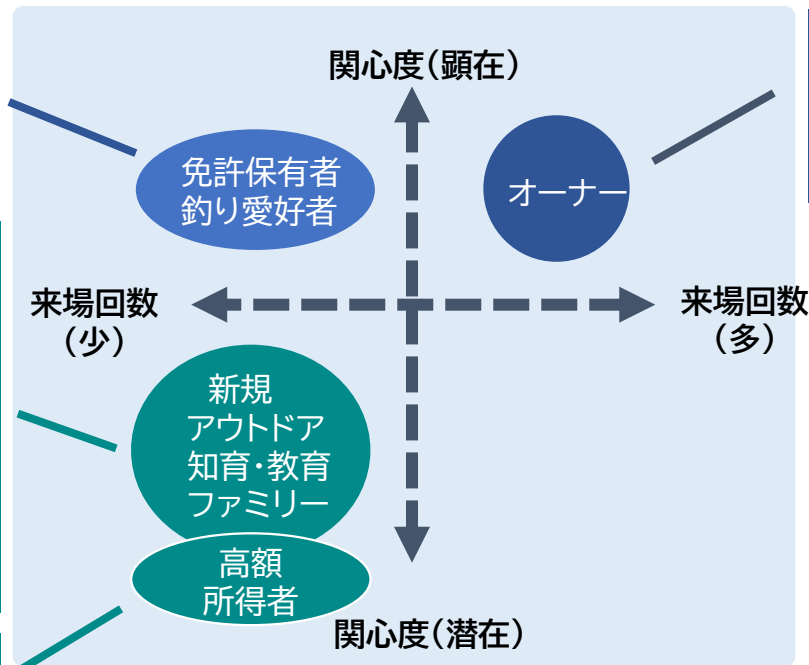 関心度（顕在）
免許保有者
釣り愛好者
オーナー
来場回数
（少）
来場回数
（多）
新規
アウトドア
知育・教育
ファミリー
高額
所得者
関心度（潜在）